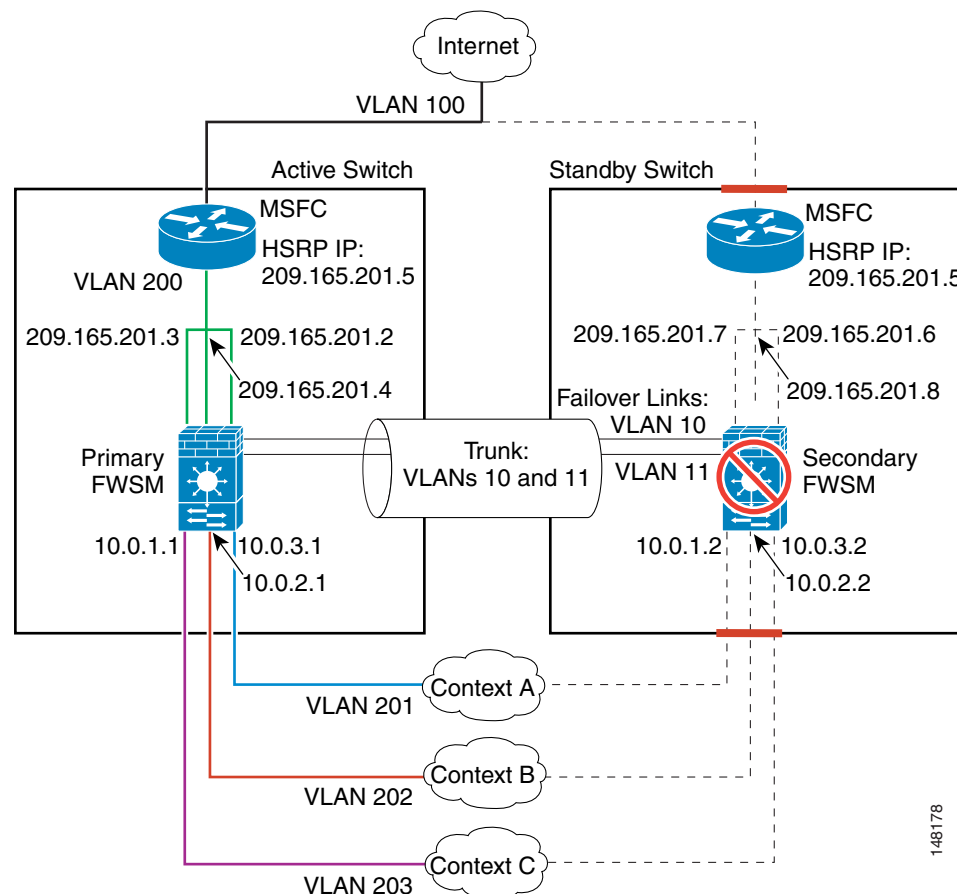 Internet
VLAN 100
Active Switch
Standby Switch
MSFC
HSRP IP:
209.165.201.5
VLAN 200
MSFC
HSRP IP:
209.165.201.5
209.165.201.3
209.165.201.2
209.165.201.4
209.165.201.7
209.165.201.6
209.165.201.8
Failover Links:
VLAN 10
VLAN 11
Trunk:
VLANs 10 and 11
Primary
FWSM
Secondary
FWSM
10.0.1.1
10.0.3.1
10.0.2.1
10.0.1.2
10.0.3.2
10.0.2.2
Context A
VLAN 201
Context B
VLAN 202
Context C
VLAN 203
148178